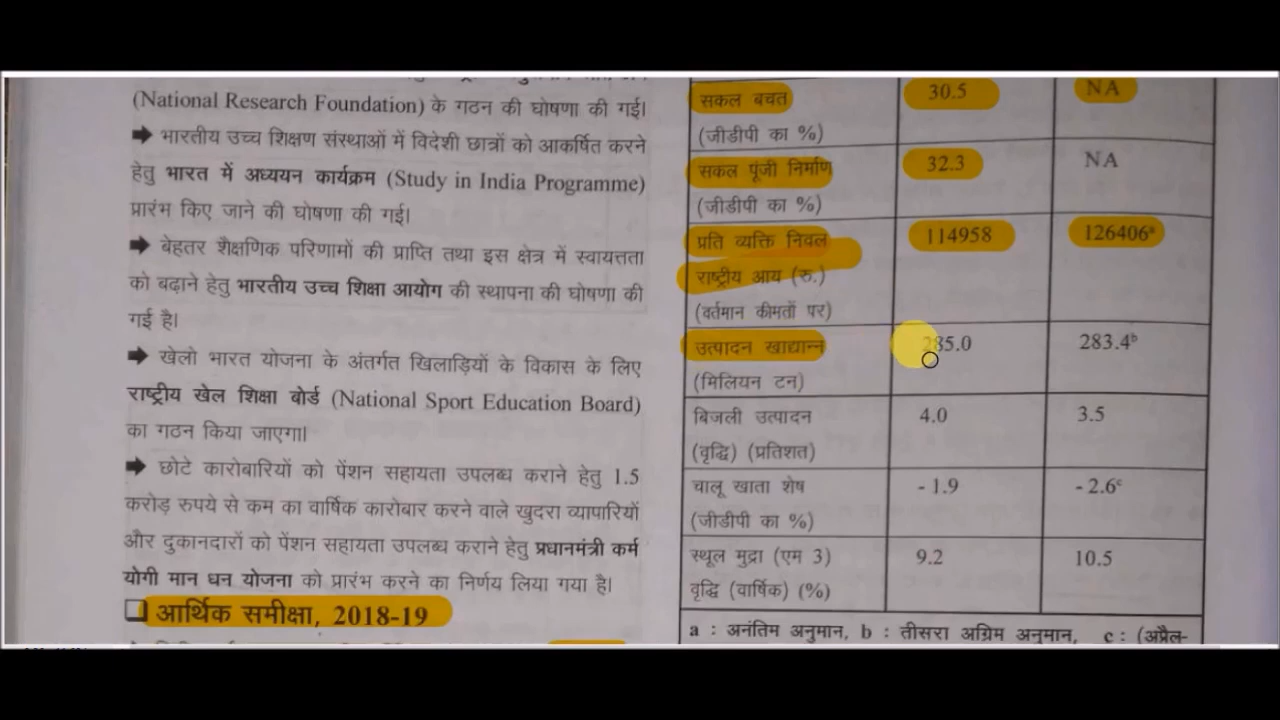 (National Research Foundation) के गठन की घोषणा की गई।
➡ भारतीय उच्च शिक्षण संस्थाओं में विदेशी छात्रों को आकर्षित करने
हेतु भारत में अध्ययन कार्यक्रम (Study in India Programme)
प्रारंभ किए जाने की घोषणा की गई।
➡ बेहतर शैक्षणिक परिणामों की प्राप्ति तथा इस क्षेत्र में स्वायत्तता
को बढ़ाने हेतु भारतीय उच्च शिक्षा आयोग की स्थापना की घोषणा की
गई है।
➡ खेलो भारत योजना के अंतर्गत खिलाड़ियों के विकास के लिए
राष्ट्रीय खेल शिक्षा बोर्ड (National Sport Education Board)
का गठन किया जाएगा।
➡ छोटे कारोबारियों को पेंशन सहायता उपलब्ध कराने हेतु 1.5
करोड़ रुपये से कम का वार्षिक कारोबार करने वाले खुदरा व्यापारियों
और दुकानदारों को पेंशन सहायता उपलब्ध कराने हेतु प्रधानमंत्री कर्म
योगी मान धन योजना को प्रारंभ करने का निर्णय लिया गया है।
❑ आर्थिक समीक्षा, 2018-19
सकल बचत 30.5 NA
(जीडीपी का %)
सकल पूंजी निर्माण 32.3 NA
(जीडीपी का %)
प्रति व्यक्ति निवल 114958 126406ᵃ
राष्ट्रीय आय (रु.)
(वर्तमान कीमतों पर)
उत्पादन खाद्यान्न 285.0 283.4ᵇ
(मिलियन टन)
बिजली उत्पादन 4.0 3.5
(वृद्धि) (प्रतिशत)
चालू खाता शेष - 1.9 - 2.6ᶜ
(जीडीपी का %)
स्थूल मुद्रा (एम 3) 9.2 10.5
वृद्धि (वार्षिक) (%)
a : अनंतिम अनुमान, b : तीसरा अग्रिम अनुमान, c : (अप्रैल-